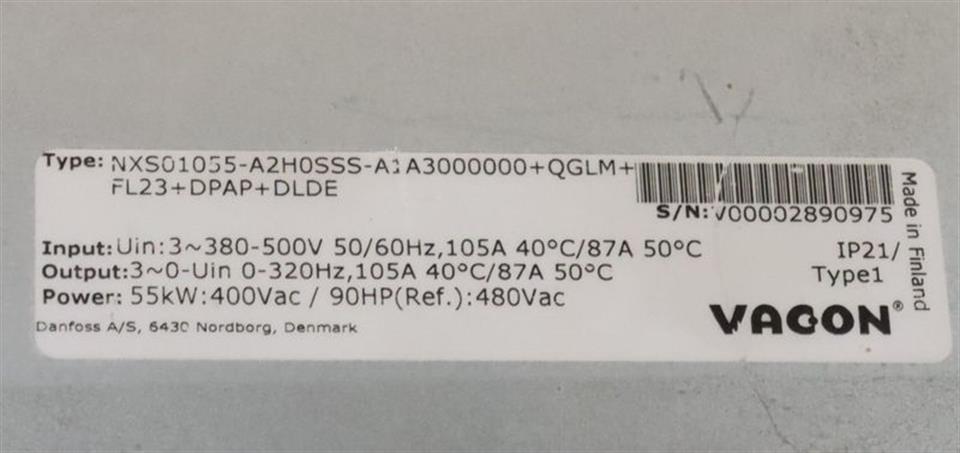 Type: NXS01055-A2H0SSS-A1A3000000+QGLM+
FL23+DPAP+DLDE
S/N:V00002890975
Input:Uin:3~380-500V 50/60Hz,105A 40°C/87A 50°C
Output:3~0-Uin 0-320Hz,105A 40°C/87A 50°C
Power: 55kW:400Vac / 90HP(Ref.):480Vac
Danfoss A/S, 6430 Nordborg, Denmark
IP21/
Type1
VACON®
Made in Finland